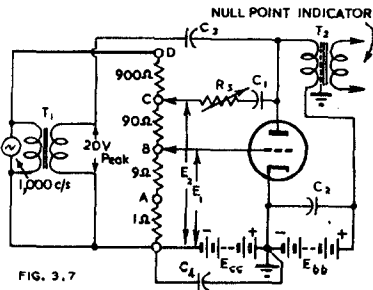 NULL POINT INDICATOR
C3
T2
D
900Ω
C
R3
C1
90Ω
T1
20V
Peak
B
E2
E1
1,000 c/s
9Ω
A
C2
1Ω
- +
- +
Ecc
Ebb
FIG. 3.7
C4